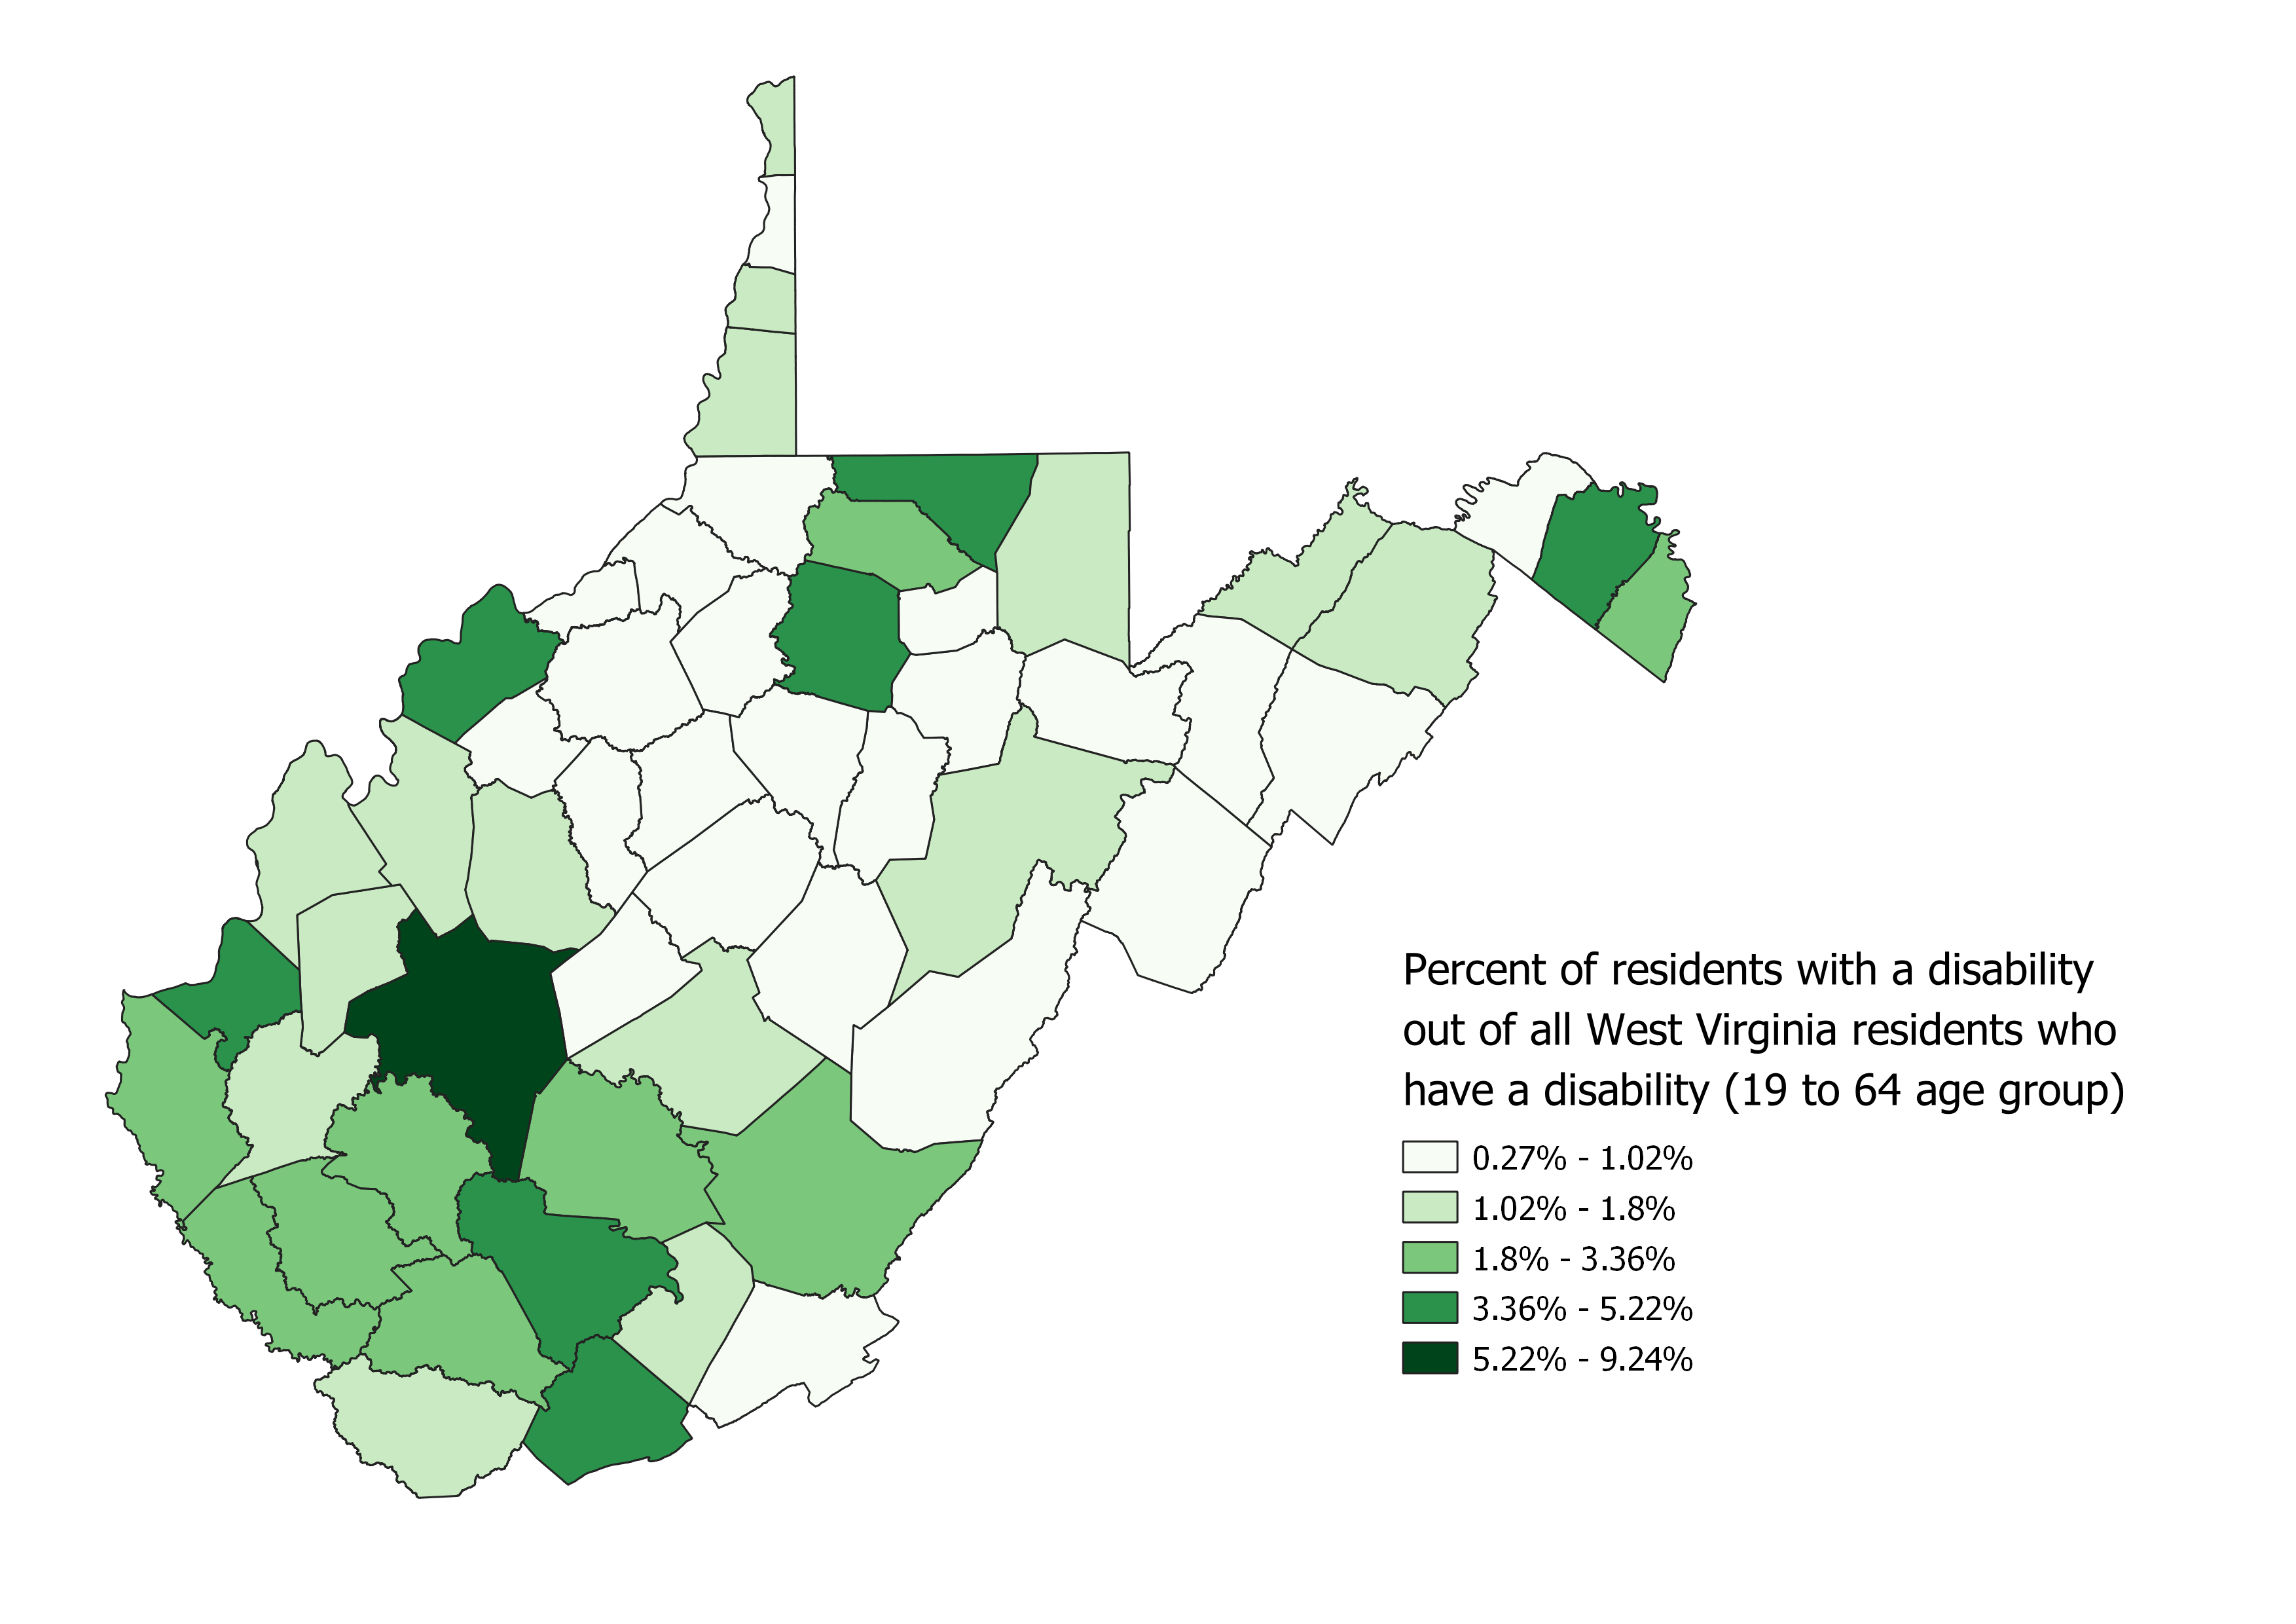 Percent of residents with a disability
out of all West Virginia residents who
have a disability (19 to 64 age group)
0.27% - 1.02%
1.02% - 1.8%
1.8% - 3.36%
3.36% - 5.22%
5.22% - 9.24%